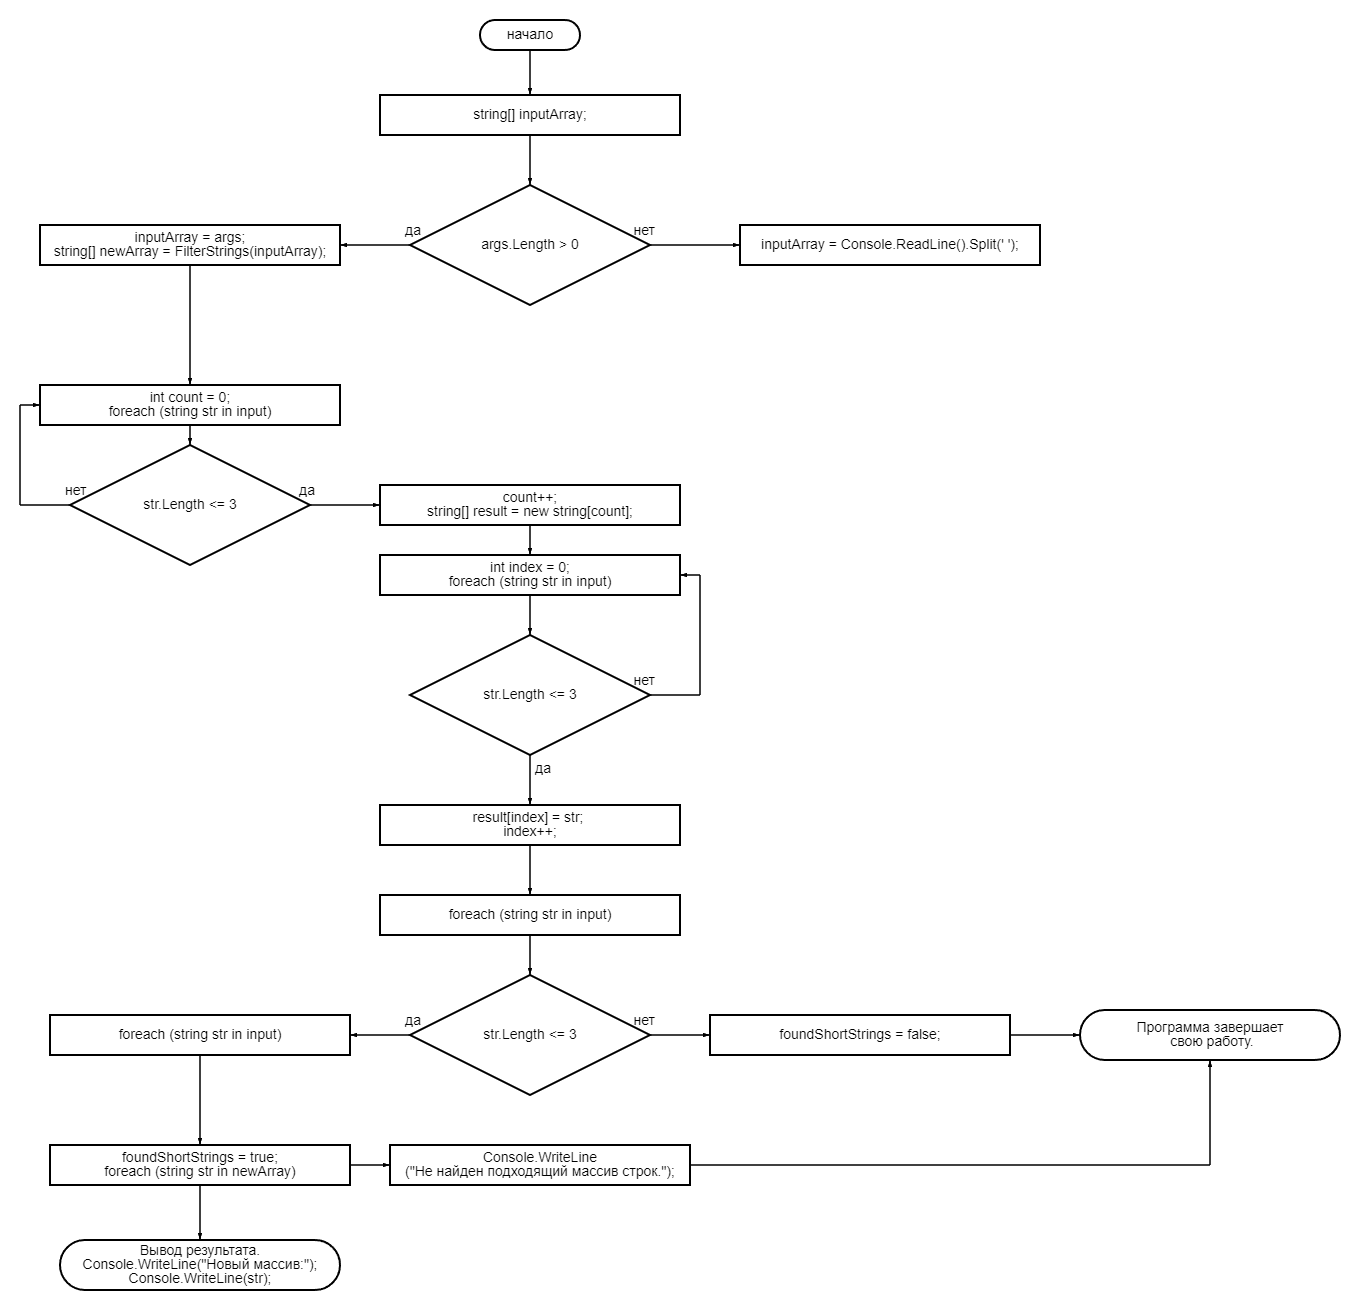 начало
string[] inputArray;
да
нет
args.Length > 0
inputArray = args;
string[] newArray = FilterStrings(inputArray);
inputArray = Console.ReadLine().Split(' ');
int count = 0;
foreach (string str in input)
нет
да
str.Length <= 3
count++;
string[] result = new string[count];
int index = 0;
foreach (string str in input)
нет
str.Length <= 3
да
result[index] = str;
index++;
foreach (string str in input)
да
нет
str.Length <= 3
foreach (string str in input)
foundShortStrings = false;
Программа завершает
свою работу.
foundShortStrings = true;
foreach (string str in newArray)
Console.WriteLine
("Не найден подходящий массив строк.");
Вывод результата.
Console.WriteLine("Новый массив:");
Console.WriteLine(str);